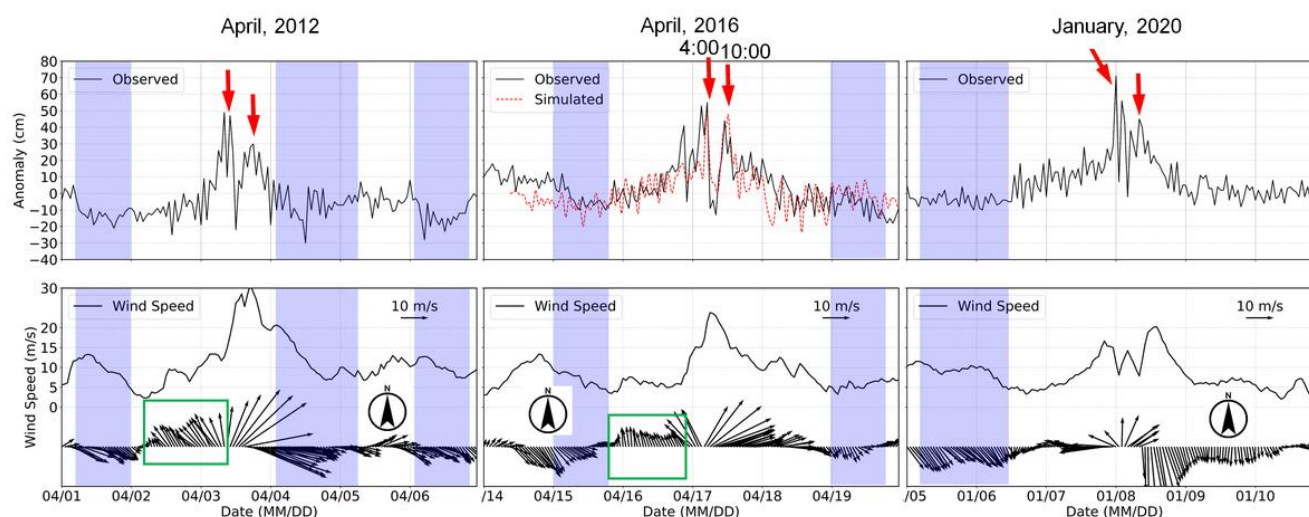 April, 2012
April, 2016
January, 2020
4:00
10:00
80
70
60
50
40
30
20
10
0
−10
−20
−30
−40
Anomaly (cm)
Observed
Observed
Simulated
Observed
30
25
20
15
10
5
0
Wind Speed (m/s)
Wind Speed
10 m/s
N
Wind Speed
10 m/s
N
Wind Speed
10 m/s
N
04/01
04/02
04/03
04/04
04/05
04/06
/14
04/15
04/16
04/17
04/18
04/19
/05
01/06
01/07
01/08
01/09
01/10
Date (MM/DD)
Date (MM/DD)
Date (MM/DD)